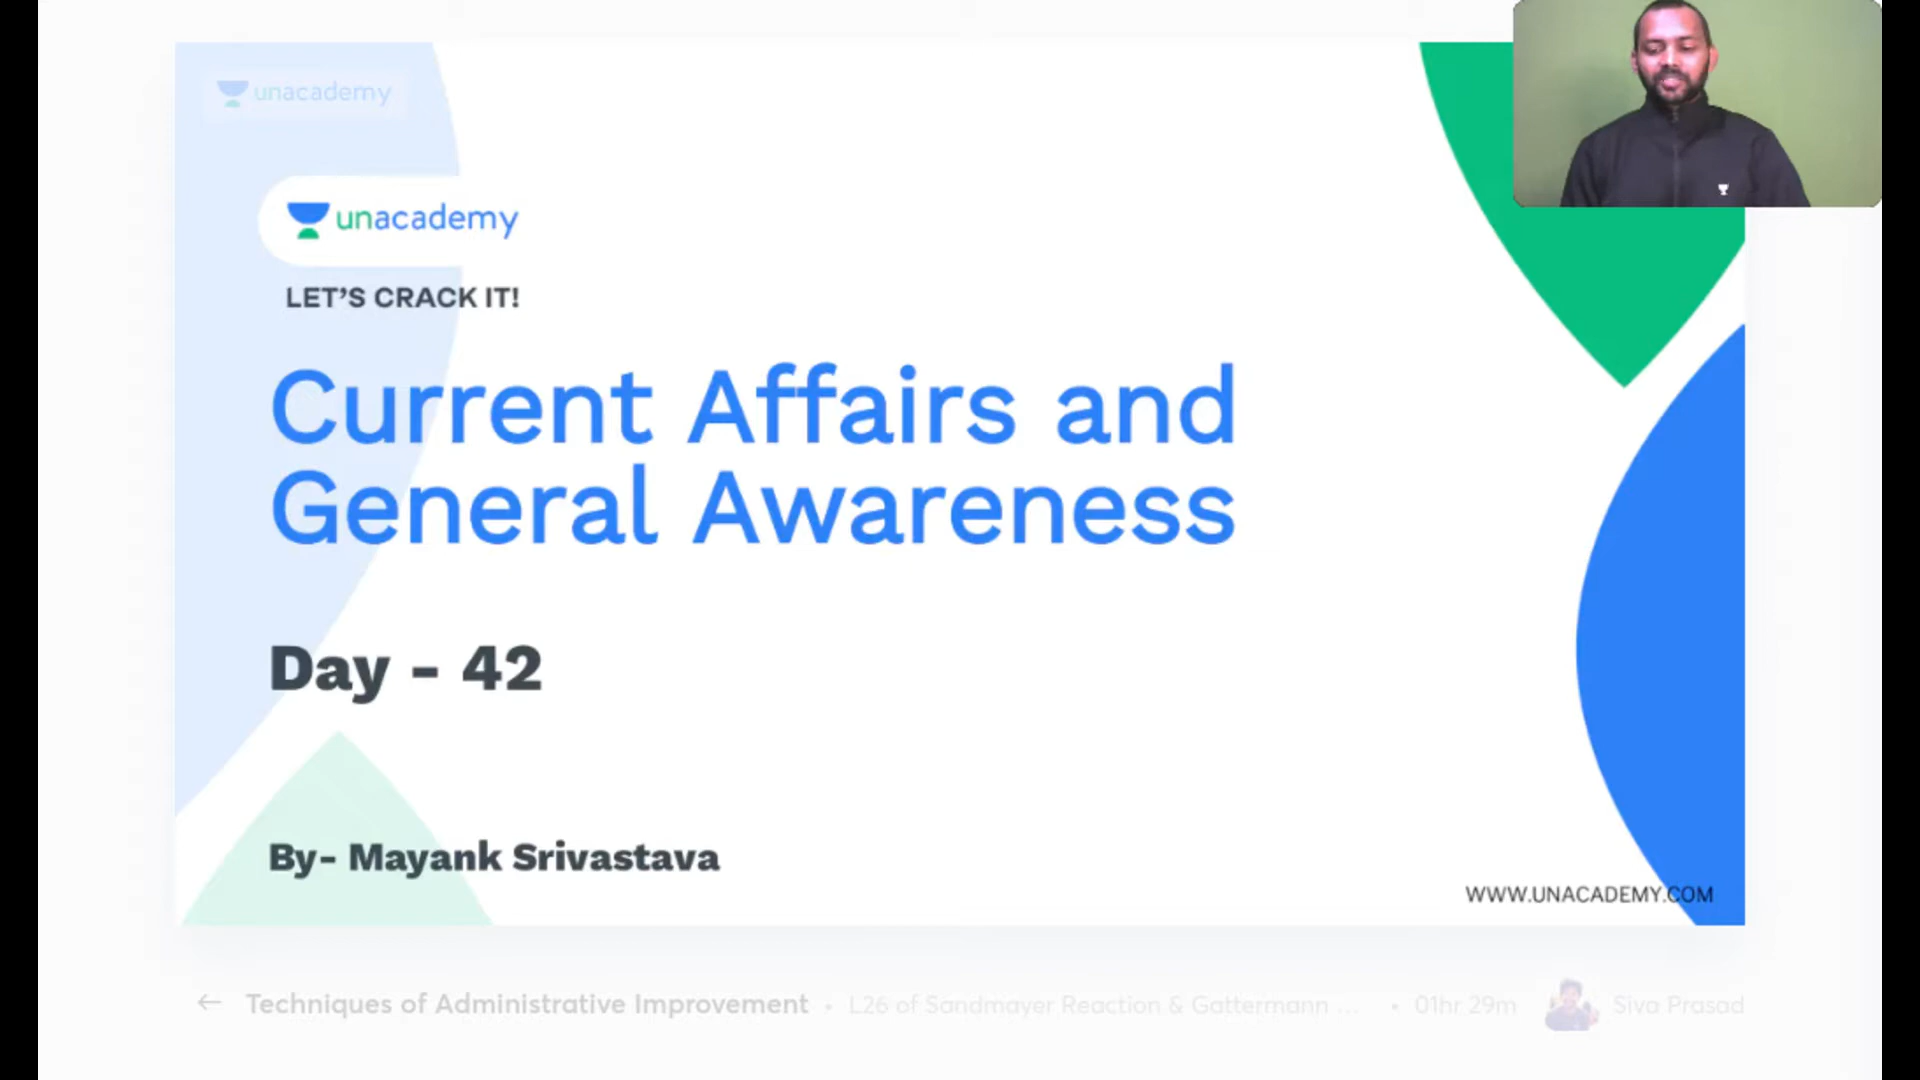 unacademy
unacademy
LET'S CRACK IT!
Current Affairs and
General Awareness
Day - 42
By- Mayank Srivastava
WWW.UNACADEMY.COM
← Techniques of Administrative Improvement • L26 of Sandmayer Reaction & Gattermann ... • 01hr 29m Siva Prasad